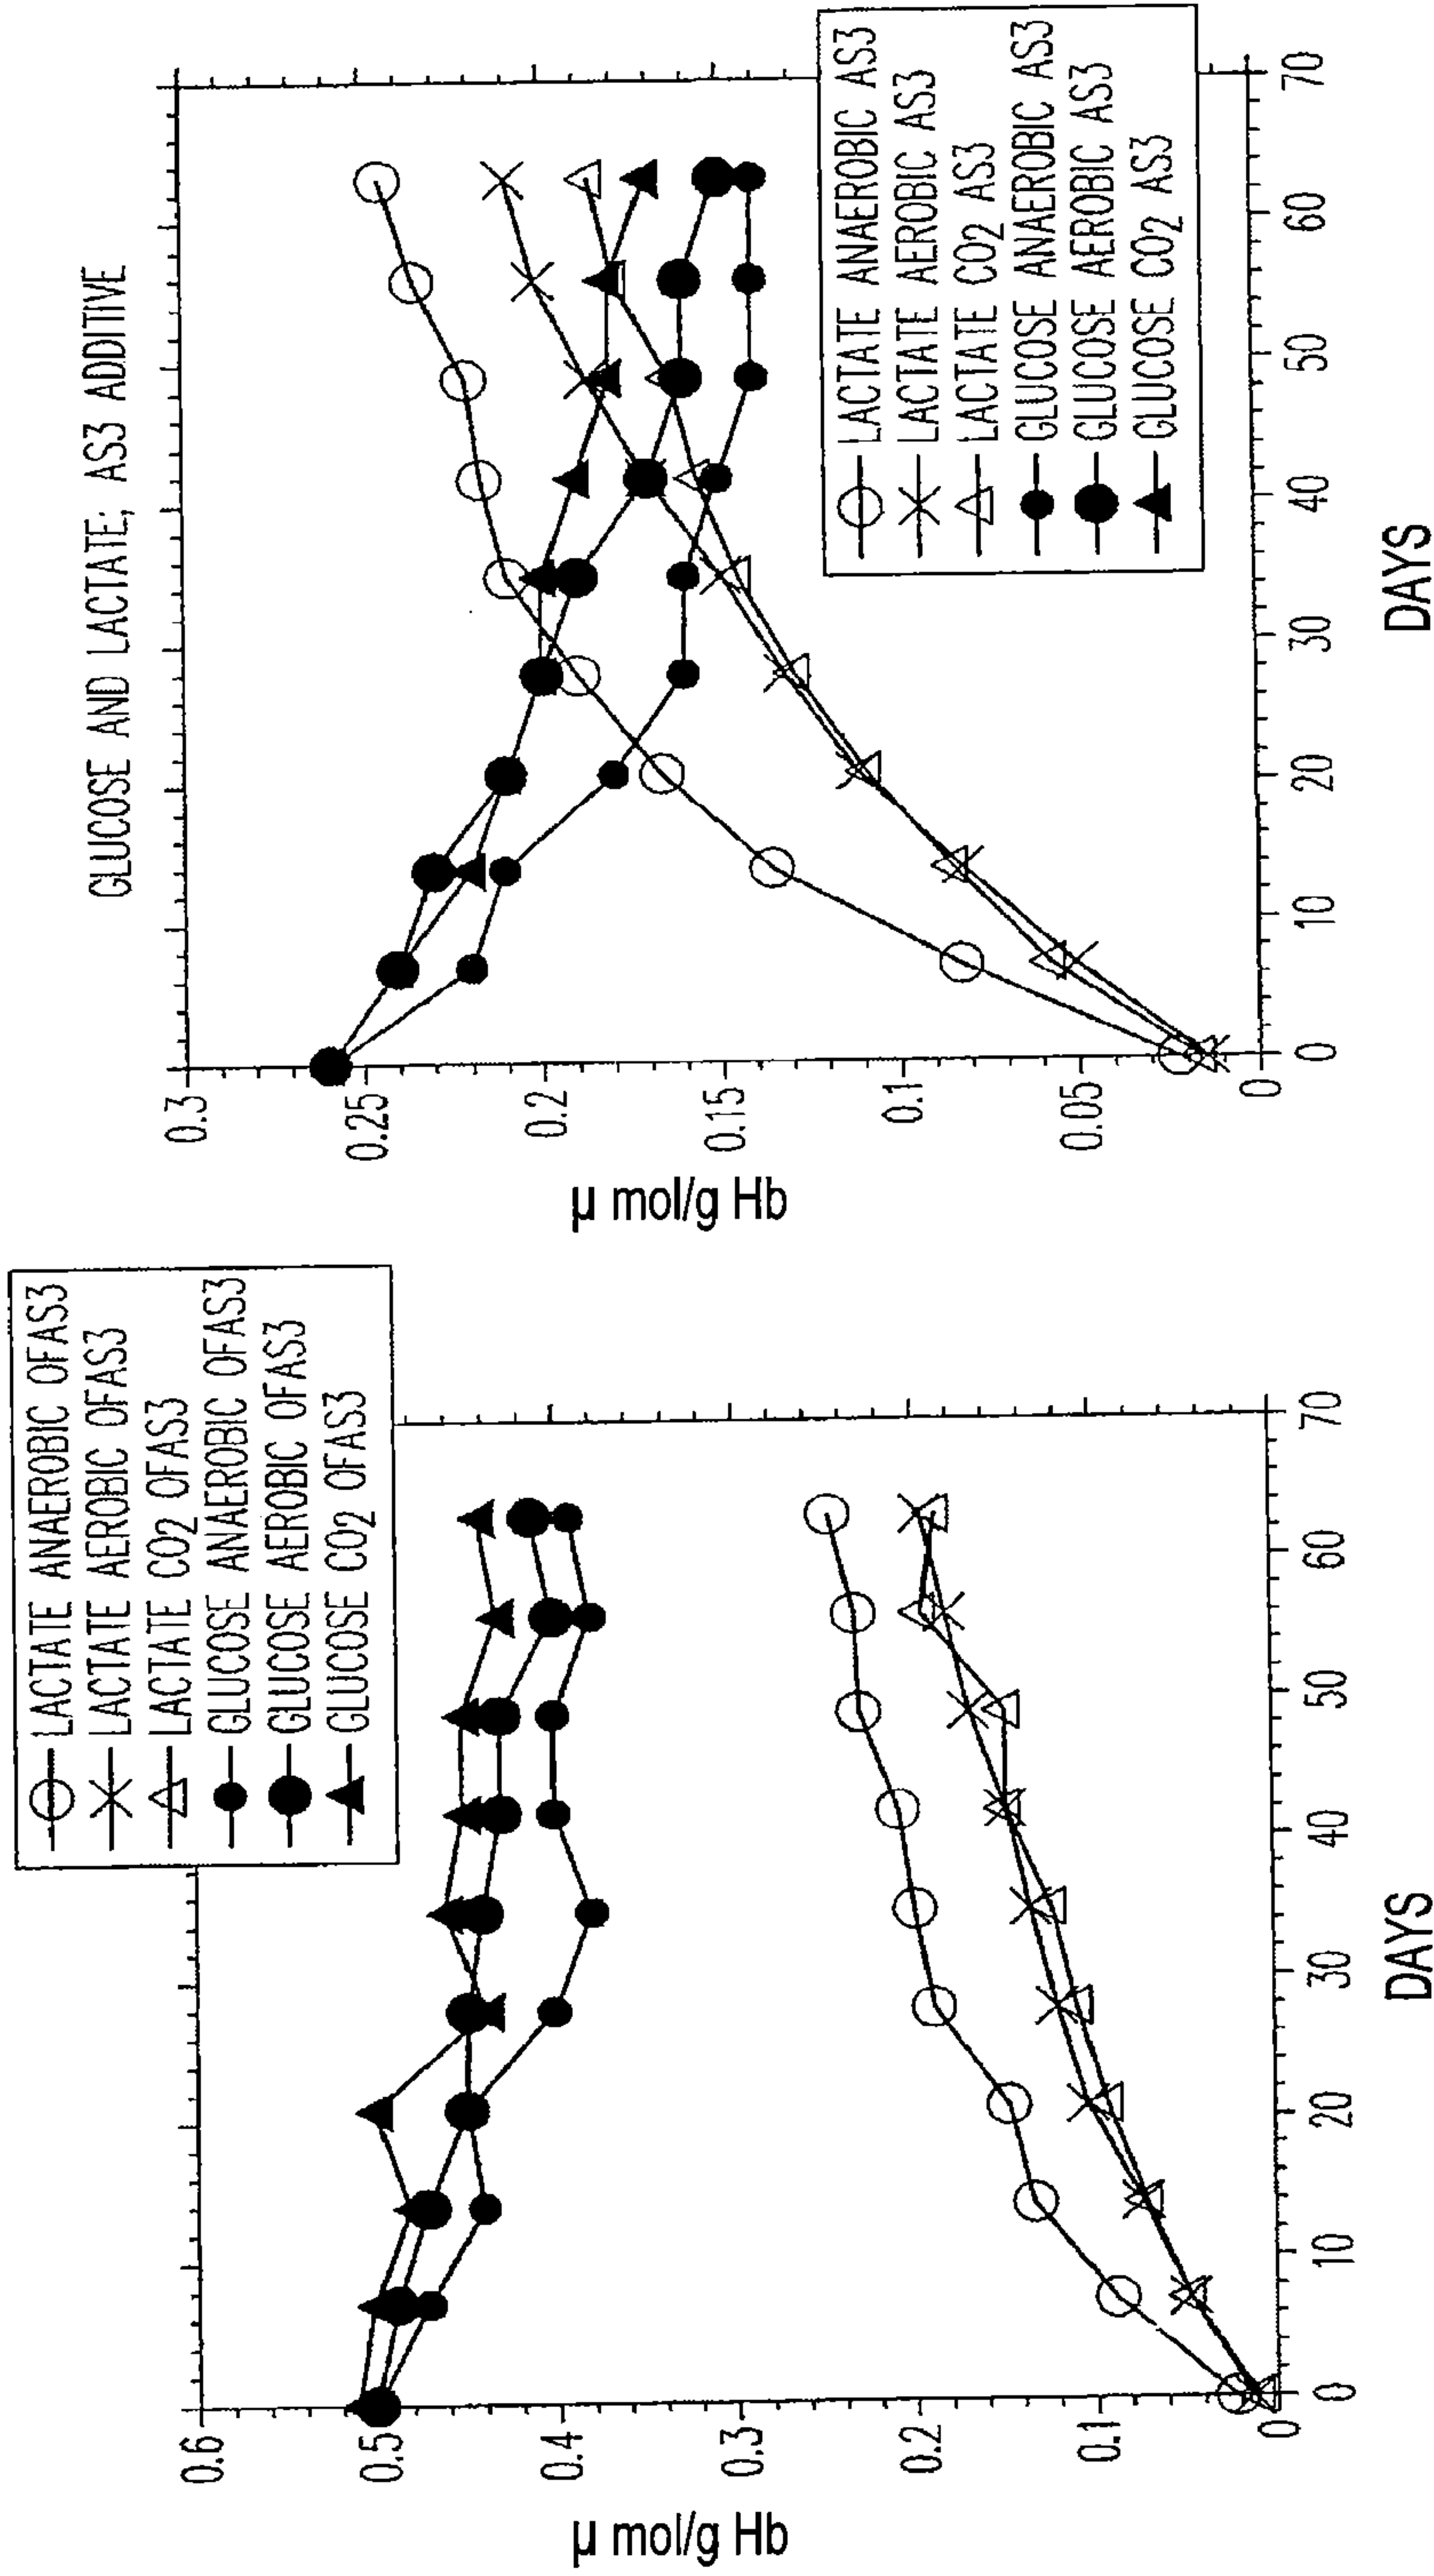 LACTATE ANAEROBIC OFAS3
LACTATE AEROBIC OFAS3
LACTATE CO2 OFAS3
GLUCOSE ANAEROBIC OFAS3
GLUCOSE AEROBIC OFAS3
GLUCOSE CO2 OFAS3
0.6
0.5
0.4
0.3
0.2
0.1
0
μ mol/g Hb
0 10 20 30 40 50 60 70
DAYS
GLUCOSE AND LACTATE; AS3 ADDITIVE
0.3
0.25
0.2
0.15
0.1
0.05
0
μ mol/g Hb
LACTATE ANAEROBIC AS3
LACTATE AEROBIC AS3
LACTATE CO2 AS3
GLUCOSE ANAEROBIC AS3
GLUCOSE AEROBIC AS3
GLUCOSE CO2 AS3
0 10 20 30 40 50 60 70
DAYS